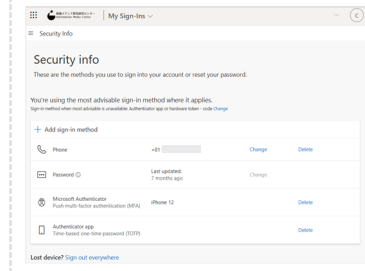 Information Media Center
My Sign-Ins
Security Info
Security info
These are the methods you use to sign into your account or reset your password.
You're using the most advisable sign-in method where it applies.
Sign-in method when most advisable is unavailable: Authenticator app or hardware token - code Change
+ Add sign-in method
Phone +81 Change Delete
Password Last updated: 7 months ago Change
Microsoft Authenticator
Push multi-factor authentication (MFA) iPhone 12 Delete
Authenticator app
Time-based one-time password (TOTP) Delete
Lost device? Sign out everywhere